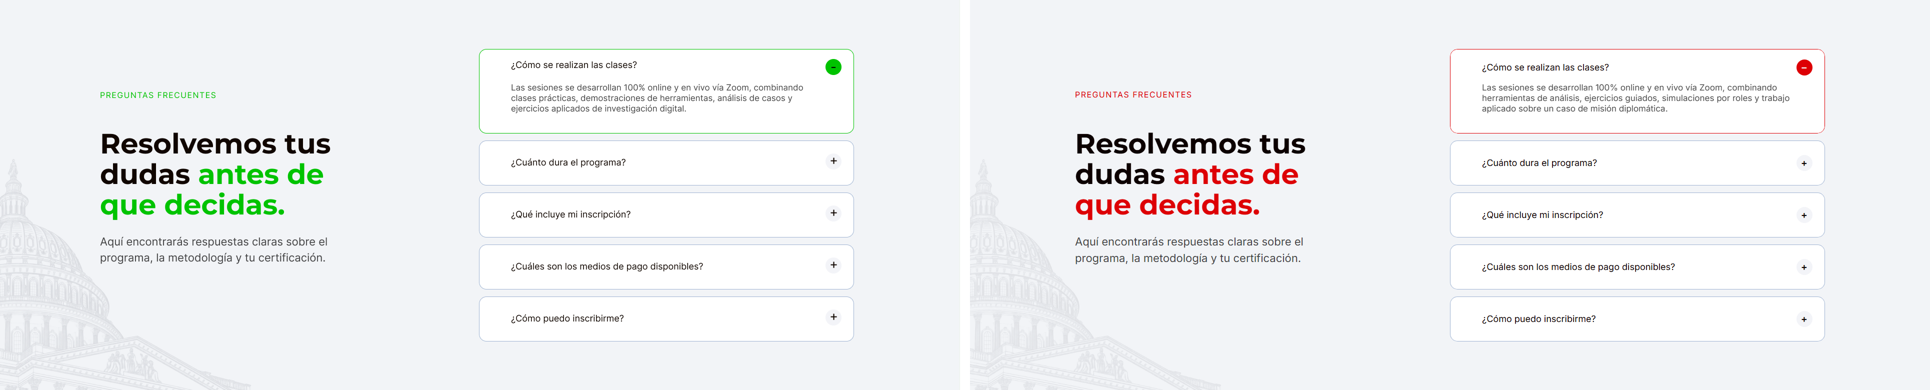 PREGUNTAS FRECUENTES
Resolvemos tus
dudas antes de
que decidas.
Aquí encontrarás respuestas claras sobre el
programa, la metodología y tu certificación.
¿Cómo se realizan las clases?
Las sesiones se desarrollan 100% online y en vivo vía Zoom, combinando
clases prácticas, demostraciones de herramientas, análisis de casos y
ejercicios aplicados de investigación digital.
¿Cuánto dura el programa?
¿Qué incluye mi inscripción?
¿Cuáles son los medios de pago disponibles?
¿Cómo puedo inscribirme?
PREGUNTAS FRECUENTES
Resolvemos tus
dudas antes de
que decidas.
Aquí encontrarás respuestas claras sobre el
programa, la metodología y tu certificación.
¿Cómo se realizan las clases?
Las sesiones se desarrollan 100% online y en vivo vía Zoom, combinando
herramientas de análisis, ejercicios guiados, simulaciones por roles y trabajo
aplicado sobre un caso de misión diplomática.
¿Cuánto dura el programa?
¿Qué incluye mi inscripción?
¿Cuáles son los medios de pago disponibles?
¿Cómo puedo inscribirme?